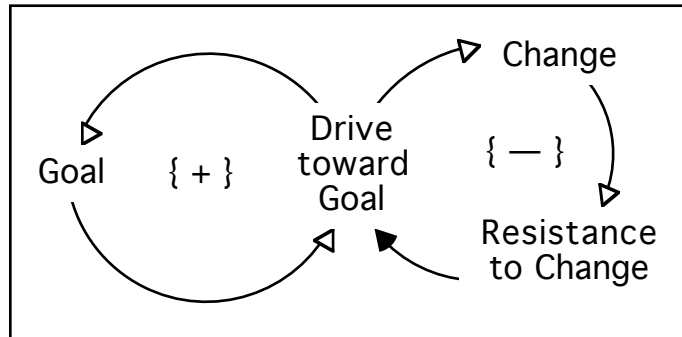 Change
Drive
toward
Goal
Goal
{ + }
{ — }
Resistance
to Change